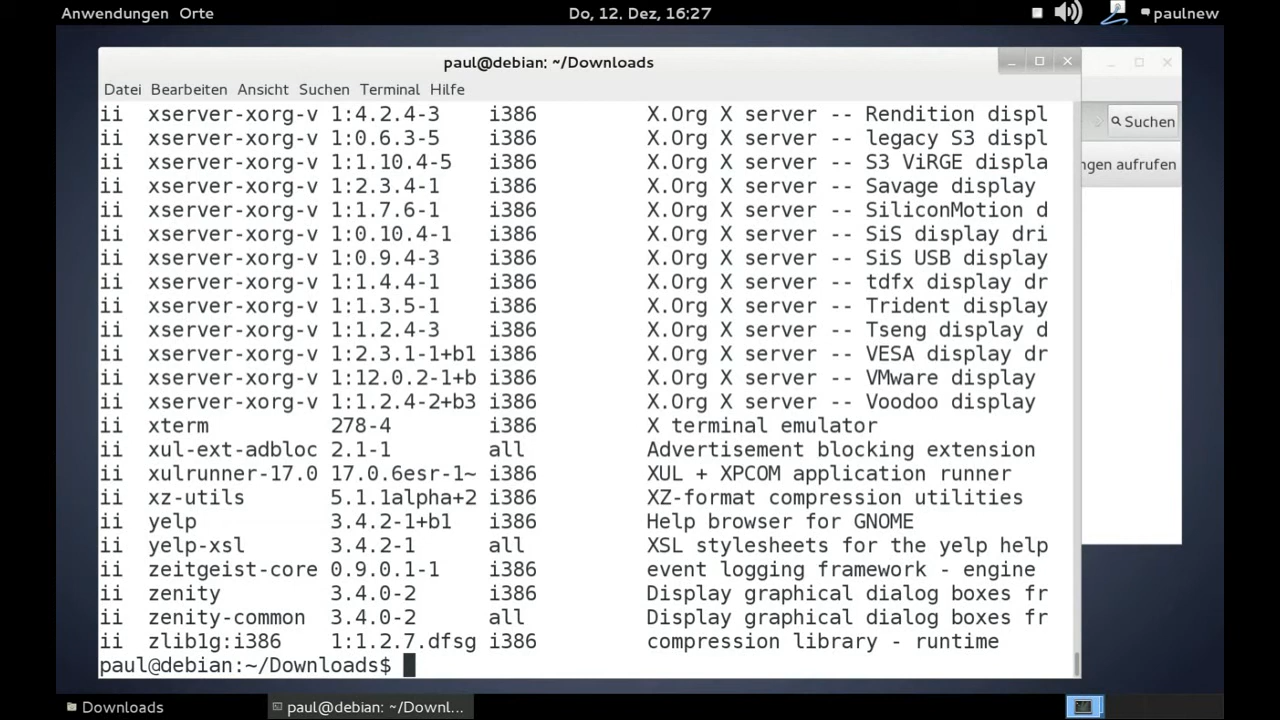 Anwendungen Orte Do, 12. Dez, 16:27 paulnew
paul@debian: ~/Downloads
Datei Bearbeiten Ansicht Suchen Terminal Hilfe
Suchen
ngen aufrufen
ii xserver-xorg-v 1:4.2.4-3 i386 X.Org X server -- Rendition displ
ii xserver-xorg-v 1:0.6.3-5 i386 X.Org X server -- legacy S3 displ
ii xserver-xorg-v 1:1.10.4-5 i386 X.Org X server -- S3 ViRGE displa
ii xserver-xorg-v 1:2.3.4-1 i386 X.Org X server -- Savage display
ii xserver-xorg-v 1:1.7.6-1 i386 X.Org X server -- SiliconMotion d
ii xserver-xorg-v 1:0.10.4-1 i386 X.Org X server -- SiS display dri
ii xserver-xorg-v 1:0.9.4-3 i386 X.Org X server -- SiS USB display
ii xserver-xorg-v 1:1.4.4-1 i386 X.Org X server -- tdfx display dr
ii xserver-xorg-v 1:1.3.5-1 i386 X.Org X server -- Trident display
ii xserver-xorg-v 1:1.2.4-3 i386 X.Org X server -- Tseng display d
ii xserver-xorg-v 1:2.3.1-1+b1 i386 X.Org X server -- VESA display dr
ii xserver-xorg-v 1:12.0.2-1+b i386 X.Org X server -- VMware display
ii xserver-xorg-v 1:1.2.4-2+b3 i386 X.Org X server -- Voodoo display
ii xterm 278-4 i386 X terminal emulator
ii xul-ext-adbloc 2.1-1 all Advertisement blocking extension
ii xulrunner-17.0 17.0.6esr-1~ i386 XUL + XPCOM application runner
ii xz-utils 5.1.1alpha+2 i386 XZ-format compression utilities
ii yelp 3.4.2-1+b1 i386 Help browser for GNOME
ii yelp-xsl 3.4.2-1 all XSL stylesheets for the yelp help
ii zeitgeist-core 0.9.0.1-1 i386 event logging framework - engine
ii zenity 3.4.0-2 i386 Display graphical dialog boxes fr
ii zenity-common 3.4.0-2 all Display graphical dialog boxes fr
ii zlib1g:i386 1:1.2.7.dfsg i386 compression library - runtime
paul@debian:~/Downloads$
Downloads paul@debian: ~/Downl...